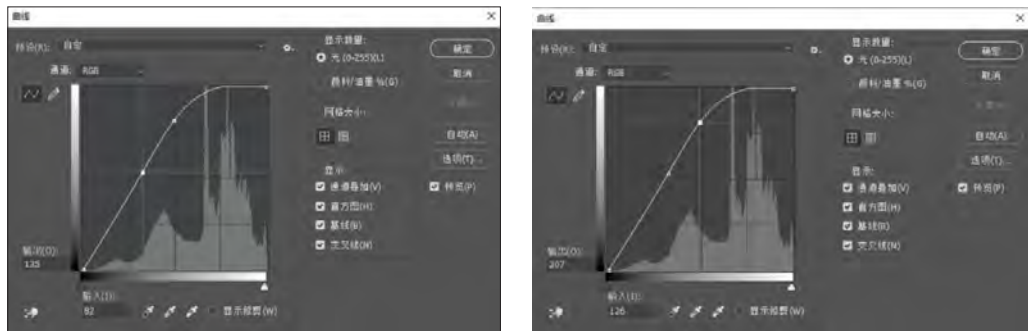 曲线
预设(R): 自定
通道: RGB
输出(O):
135
输入(I):
82
显示修剪(W)
显示数量:
光 (0-255)(L)
颜料/油墨 %(G)
网格大小:
显示:
通道叠加(V)
直方图(H)
基线(B)
交叉线(N)
确定
取消
自动(A)
选项(T)...
预览(P)
曲线
预设(R): 自定
通道: RGB
输出(O):
207
输入(I):
126
显示修剪(W)
显示数量:
光 (0-255)(L)
颜料/油墨 %(G)
网格大小:
显示:
通道叠加(V)
直方图(H)
基线(B)
交叉线(N)
确定
取消
自动(A)
选项(T)...
预览(P)